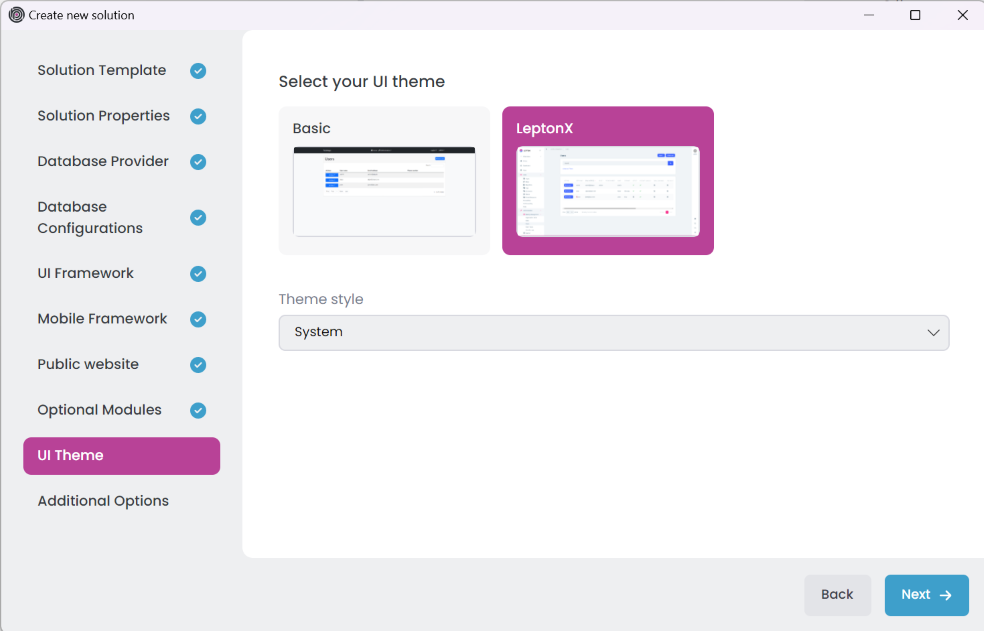 Create new solution
Solution Template
Solution Properties
Database Provider
Database
Configurations
UI Framework
Mobile Framework
Public website
Optional Modules
UI Theme
Additional Options
Select your UI theme
Basic
LeptonX
Theme style
System
Back
Next